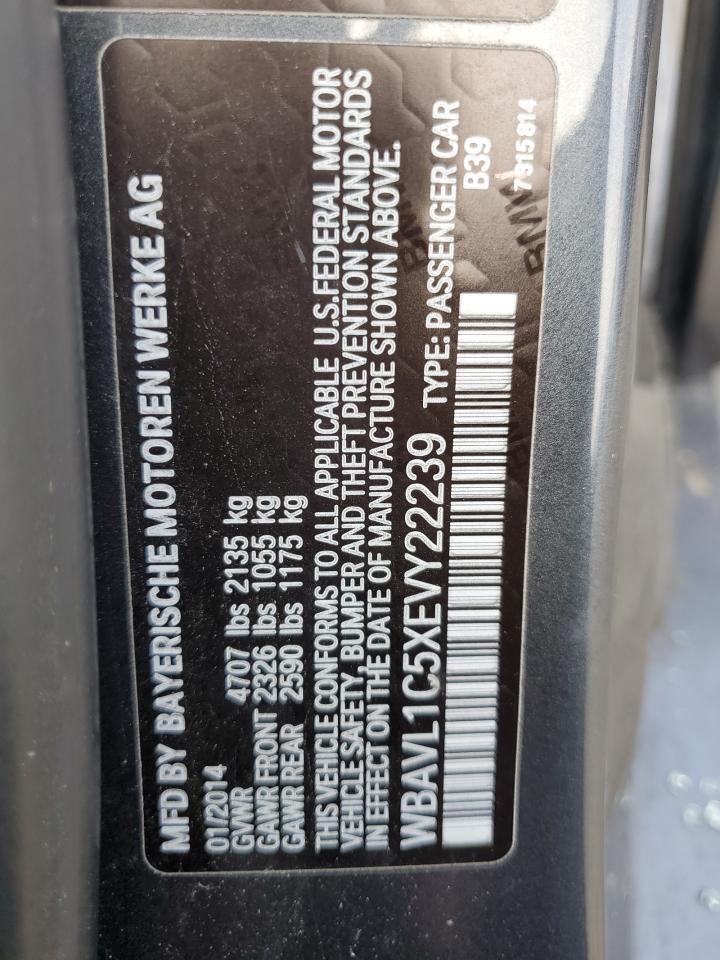 MFD BY BAYERISCHE MOTOREN WERKE AG
01/2014
GVWR 4707 lbs 2135 kg
GAWR FRONT 2326 lbs 1055 kg
GAWR REAR 2590 lbs 1175 kg
THIS VEHICLE CONFORMS TO ALL APPLICABLE U.S.FEDERAL MOTOR
VEHICLE SAFETY, BUMPER AND THEFT PREVENTION STANDARDS
IN EFFECT ON THE DATE OF MANUFACTURE SHOWN ABOVE.
WBAVL1C5XEVY22239 TYPE: PASSENGER CAR
B39
7315814
BMW
BMW